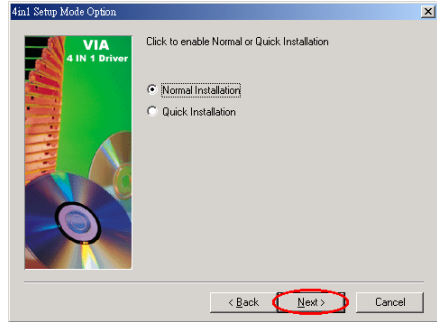 4in1 Setup Mode Option
VIA
4 IN 1 Driver
Click to enable Normal or Quick Installation
Normal Installation
Quick Installation
< Back
Next >
Cancel